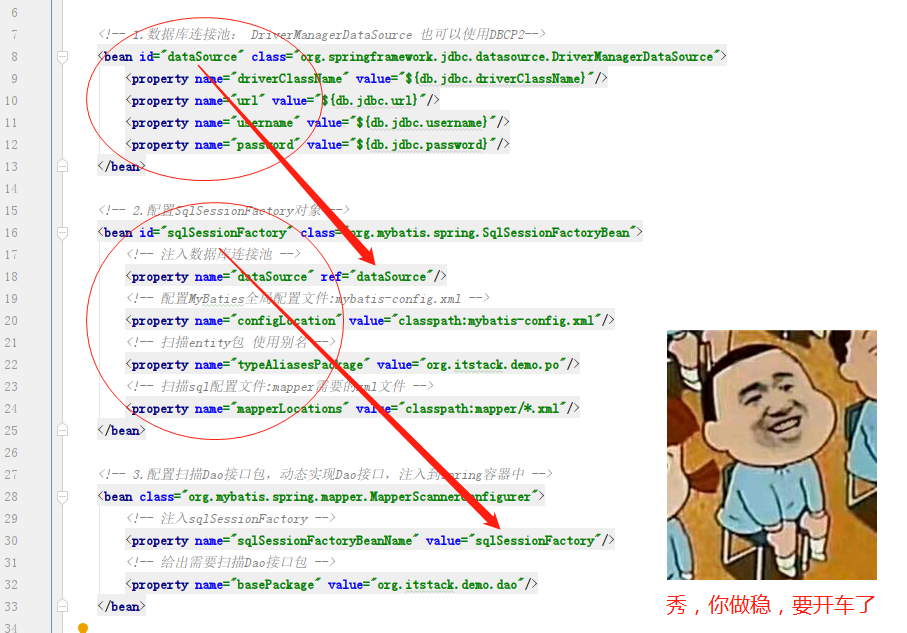 6
7 <!-- 1.数据库连接池： DriverManagerDataSource 也可以使用DBCP2-->
8 <bean id="dataSource" class="org.springframework.jdbc.datasource.DriverManagerDataSource">
9 <property name="driverClassName" value="${db.jdbc.driverClassName}"/>
10 <property name="url" value="${db.jdbc.url}"/>
11 <property name="username" value="${db.jdbc.username}"/>
12 <property name="password" value="${db.jdbc.password}"/>
13 </bean>
14
15 <!-- 2.配置SqlSessionFactory对象 -->
16 <bean id="sqlSessionFactory" class="org.mybatis.spring.SqlSessionFactoryBean">
17 <!-- 注入数据库连接池 -->
18 <property name="dataSource" ref="dataSource"/>
19 <!-- 配置MyBaties全局配置文件:mybatis-config.xml -->
20 <property name="configLocation" value="classpath:mybatis-config.xml"/>
21 <!-- 扫描entity包 使用别名 -->
22 <property name="typeAliasesPackage" value="org.itstack.demo.po"/>
23 <!-- 扫描sql配置文件:mapper需要的xml文件 -->
24 <property name="mapperLocations" value="classpath:mapper/*.xml"/>
25 </bean>
26
27 <!-- 3.配置扫描Dao接口包，动态实现Dao接口，注入到spring容器中 -->
28 <bean class="org.mybatis.spring.mapper.MapperScannerConfigurer">
29 <!-- 注入sqlSessionFactory -->
30 <property name="sqlSessionFactoryBeanName" value="sqlSessionFactory"/>
31 <!-- 给出需要扫描Dao接口包 -->
32 <property name="basePackage" value="org.itstack.demo.dao"/>
33 </bean>
34
秀，你做稳，要开车了